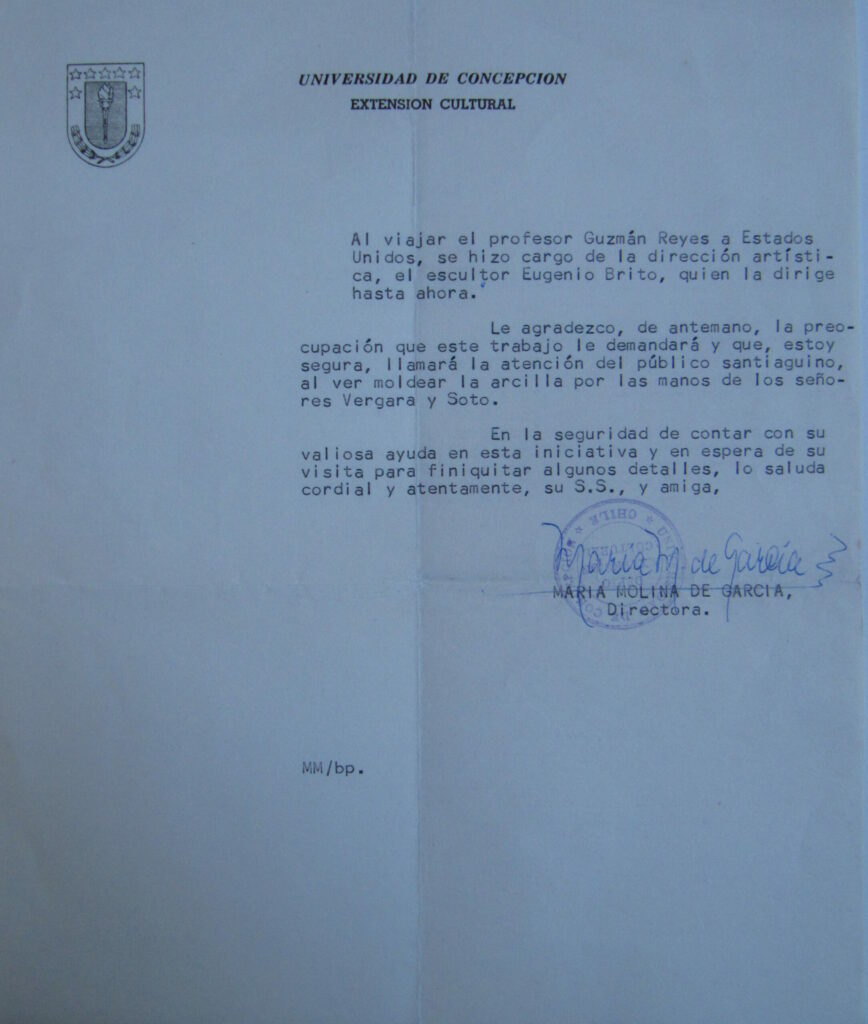 UNIVERSIDAD DE CONCEPCION
EXTENSION CULTURAL
Al viajar el profesor Guzmán Reyes a Estados
Unidos, se hizo cargo de la dirección artísti-
ca, el escultor Eugenio Brito, quien la dirige
hasta ahora.
Le agradezco, de antemano, la preo-
cupación que este trabajo le demandará y que, estoy
segura, llamará la atención del público santiaguino,
al ver moldear la arcilla por las manos de los seño-
res Vergara y Soto.
En la seguridad de contar con su
valiosa ayuda en esta iniciativa y en espera de su
visita para finiquitar algunos detalles, lo saluda
cordial y atentamente, su S.S., y amiga,
CHILE
María M. de García
MARIA MOLINA DE GARCIA,
Directora.
MM/bp.